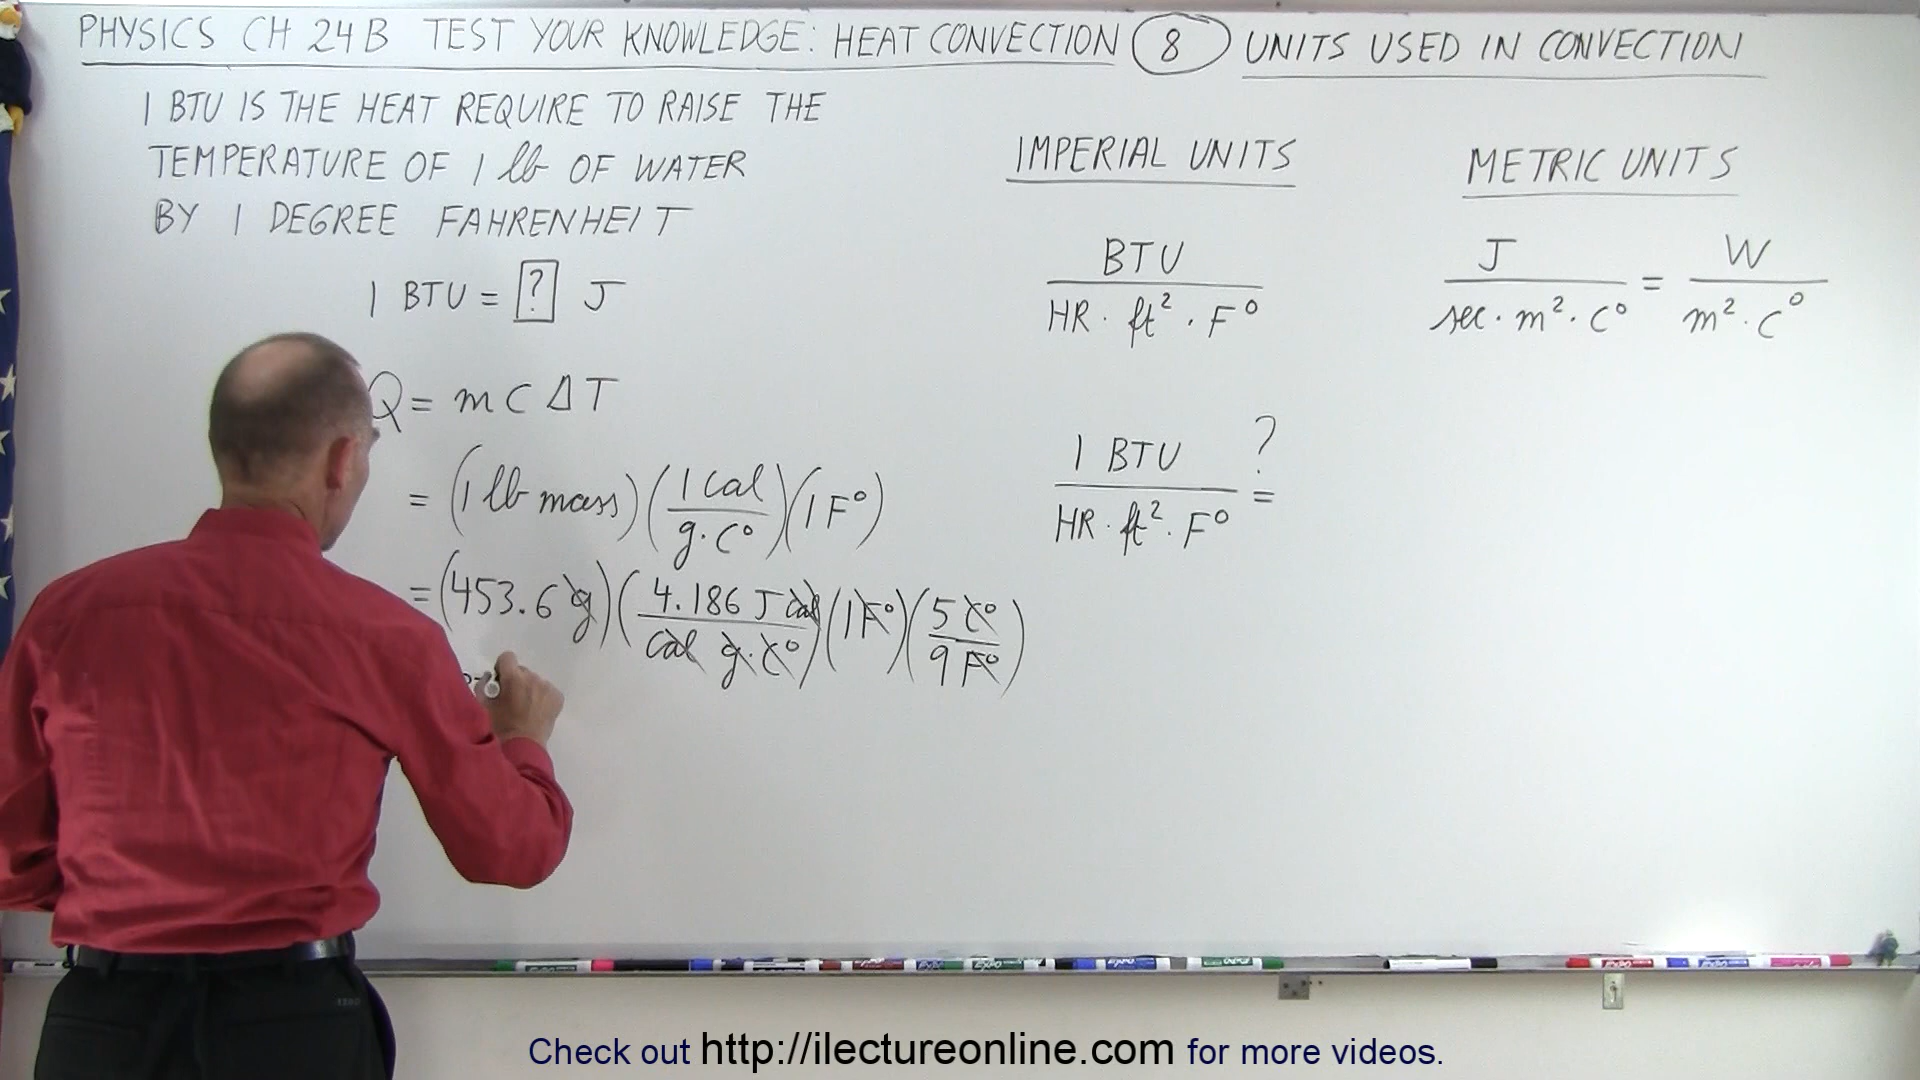 PHYSICS CH 24B TEST YOUR KNOWLEDGE: HEAT CONVECTION 8 UNITS USED IN CONVECTION
1 BTU IS THE HEAT REQUIRE TO RAISE THE
TEMPERATURE OF 1 lb OF WATER
BY 1 DEGREE FAHRENHEIT
1 BTU = ? J
Q = m C Δ T
= (1 lb mass) (1 Cal / g · C°) (1 F°)
= (453.6 g) (4.186 J cal / cal g · C°) (1 F°) (5 C° / 9 F°)
IMPERIAL UNITS
BTU / HR · ft² · F°
1 BTU / HR · ft² · F° = ?
METRIC UNITS
J / sec · m² · C° = W / m² · C°
Check out http://ilectureonline.com for more videos.